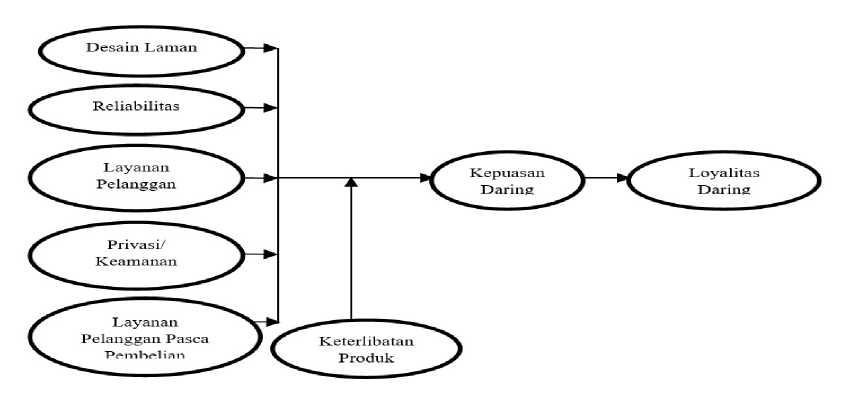 Desain Laman
Reliabilitas
Layanan
Pelanggan
Kepuasan
Daring
Loyalitas
Daring
Privasi/
Keamanan
Layanan
Pelanggan Pasca
Pembelian
Keterlibatan
Produk